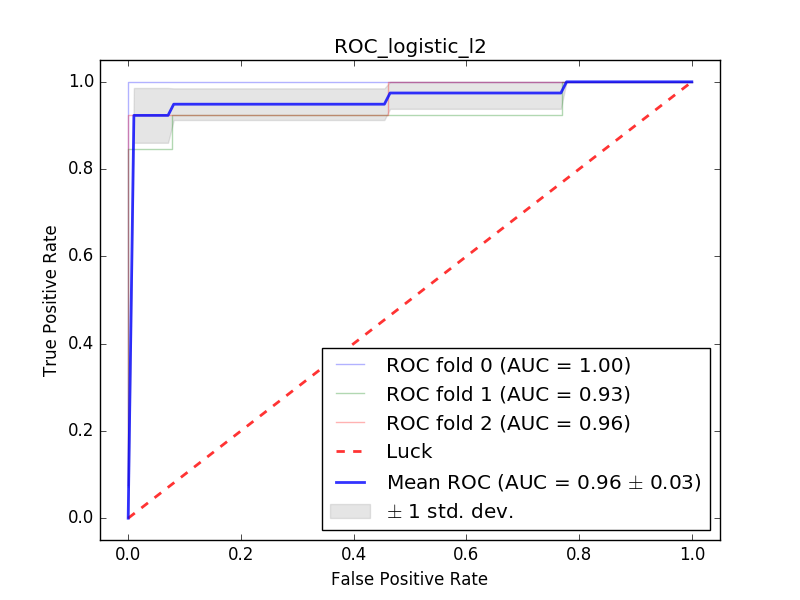 ROC_logistic_l2
True Positive Rate
1.0
0.8
0.6
0.4
0.2
0.0
ROC fold 0 (AUC = 1.00)
ROC fold 1 (AUC = 0.93)
ROC fold 2 (AUC = 0.96)
Luck
Mean ROC (AUC = 0.96 ± 0.03)
± 1 std. dev.
0.0 0.2 0.4 0.6 0.8 1.0
False Positive Rate